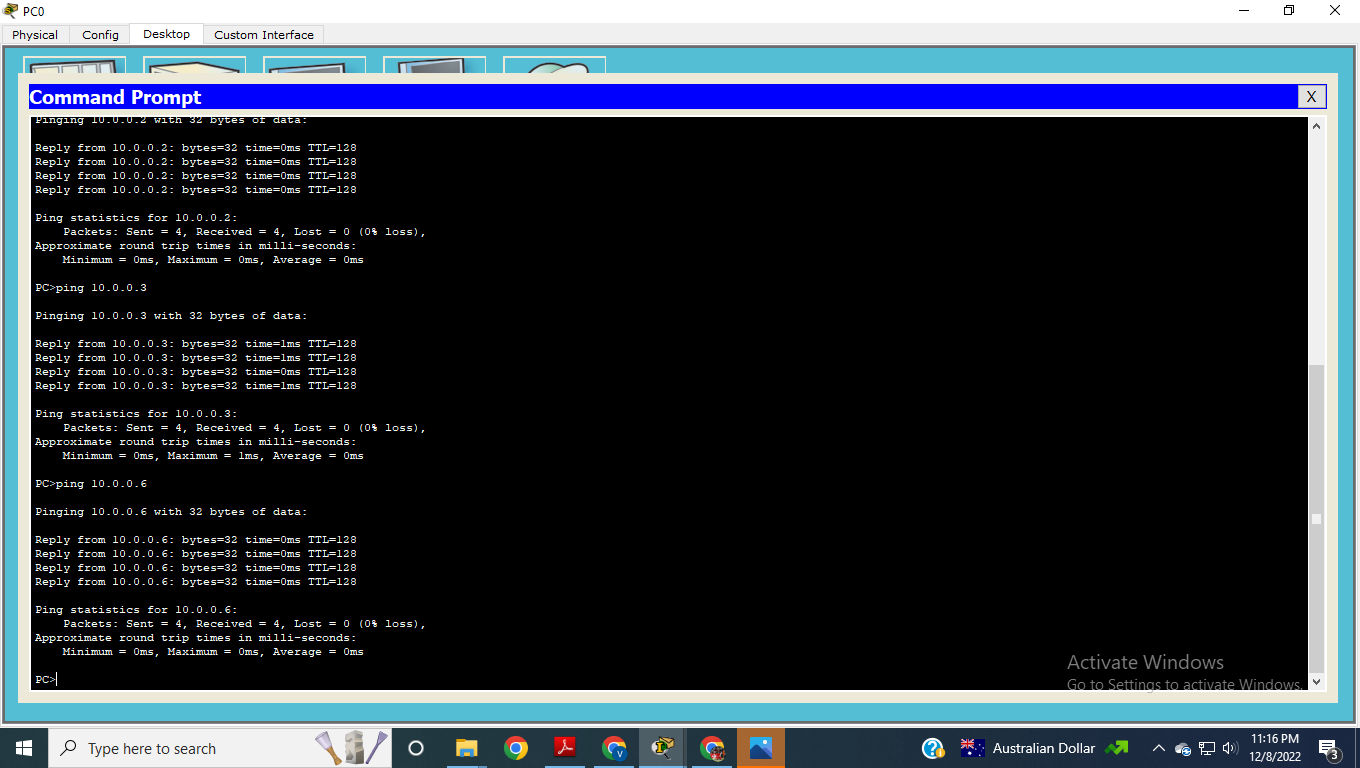 PC0
Physical
Config
Desktop
Custom Interface
Command Prompt
X
Pinging 10.0.0.2 with 32 bytes of data:
Reply from 10.0.0.2: bytes=32 time=0ms TTL=128
Reply from 10.0.0.2: bytes=32 time=0ms TTL=128
Reply from 10.0.0.2: bytes=32 time=0ms TTL=128
Reply from 10.0.0.2: bytes=32 time=0ms TTL=128
Ping statistics for 10.0.0.2:
Packets: Sent = 4, Received = 4, Lost = 0 (0% loss),
Approximate round trip times in milli-seconds:
Minimum = 0ms, Maximum = 0ms, Average = 0ms
PC>ping 10.0.0.3
Pinging 10.0.0.3 with 32 bytes of data:
Reply from 10.0.0.3: bytes=32 time=1ms TTL=128
Reply from 10.0.0.3: bytes=32 time=1ms TTL=128
Reply from 10.0.0.3: bytes=32 time=0ms TTL=128
Reply from 10.0.0.3: bytes=32 time=1ms TTL=128
Ping statistics for 10.0.0.3:
Packets: Sent = 4, Received = 4, Lost = 0 (0% loss),
Approximate round trip times in milli-seconds:
Minimum = 0ms, Maximum = 1ms, Average = 0ms
PC>ping 10.0.0.6
Pinging 10.0.0.6 with 32 bytes of data:
Reply from 10.0.0.6: bytes=32 time=0ms TTL=128
Reply from 10.0.0.6: bytes=32 time=0ms TTL=128
Reply from 10.0.0.6: bytes=32 time=0ms TTL=128
Reply from 10.0.0.6: bytes=32 time=0ms TTL=128
Ping statistics for 10.0.0.6:
Packets: Sent = 4, Received = 4, Lost = 0 (0% loss),
Approximate round trip times in milli-seconds:
Minimum = 0ms, Maximum = 0ms, Average = 0ms
PC>
Activate Windows
Go to Settings to activate Windows.
Type here to search
V
Australian Dollar
11:16 PM
12/8/2022
3